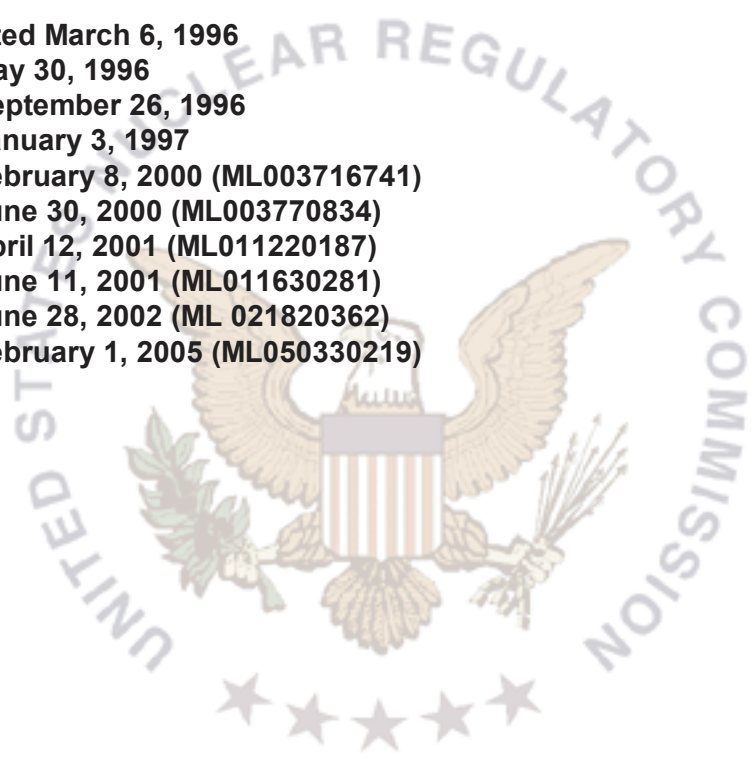 ted March 6, 1996
ay 30, 1996
eptember 26, 1996
anuary 3, 1997
ebruary 8, 2000 (ML003716741)
une 30, 2000 (ML003770834)
pril 12, 2001 (ML011220187)
une 11, 2001 (ML011630281)
une 28, 2002 (ML 021820362)
ebruary 1, 2005 (ML050330219)
UNITED STATES NUCLEAR REGULATORY COMMISSION